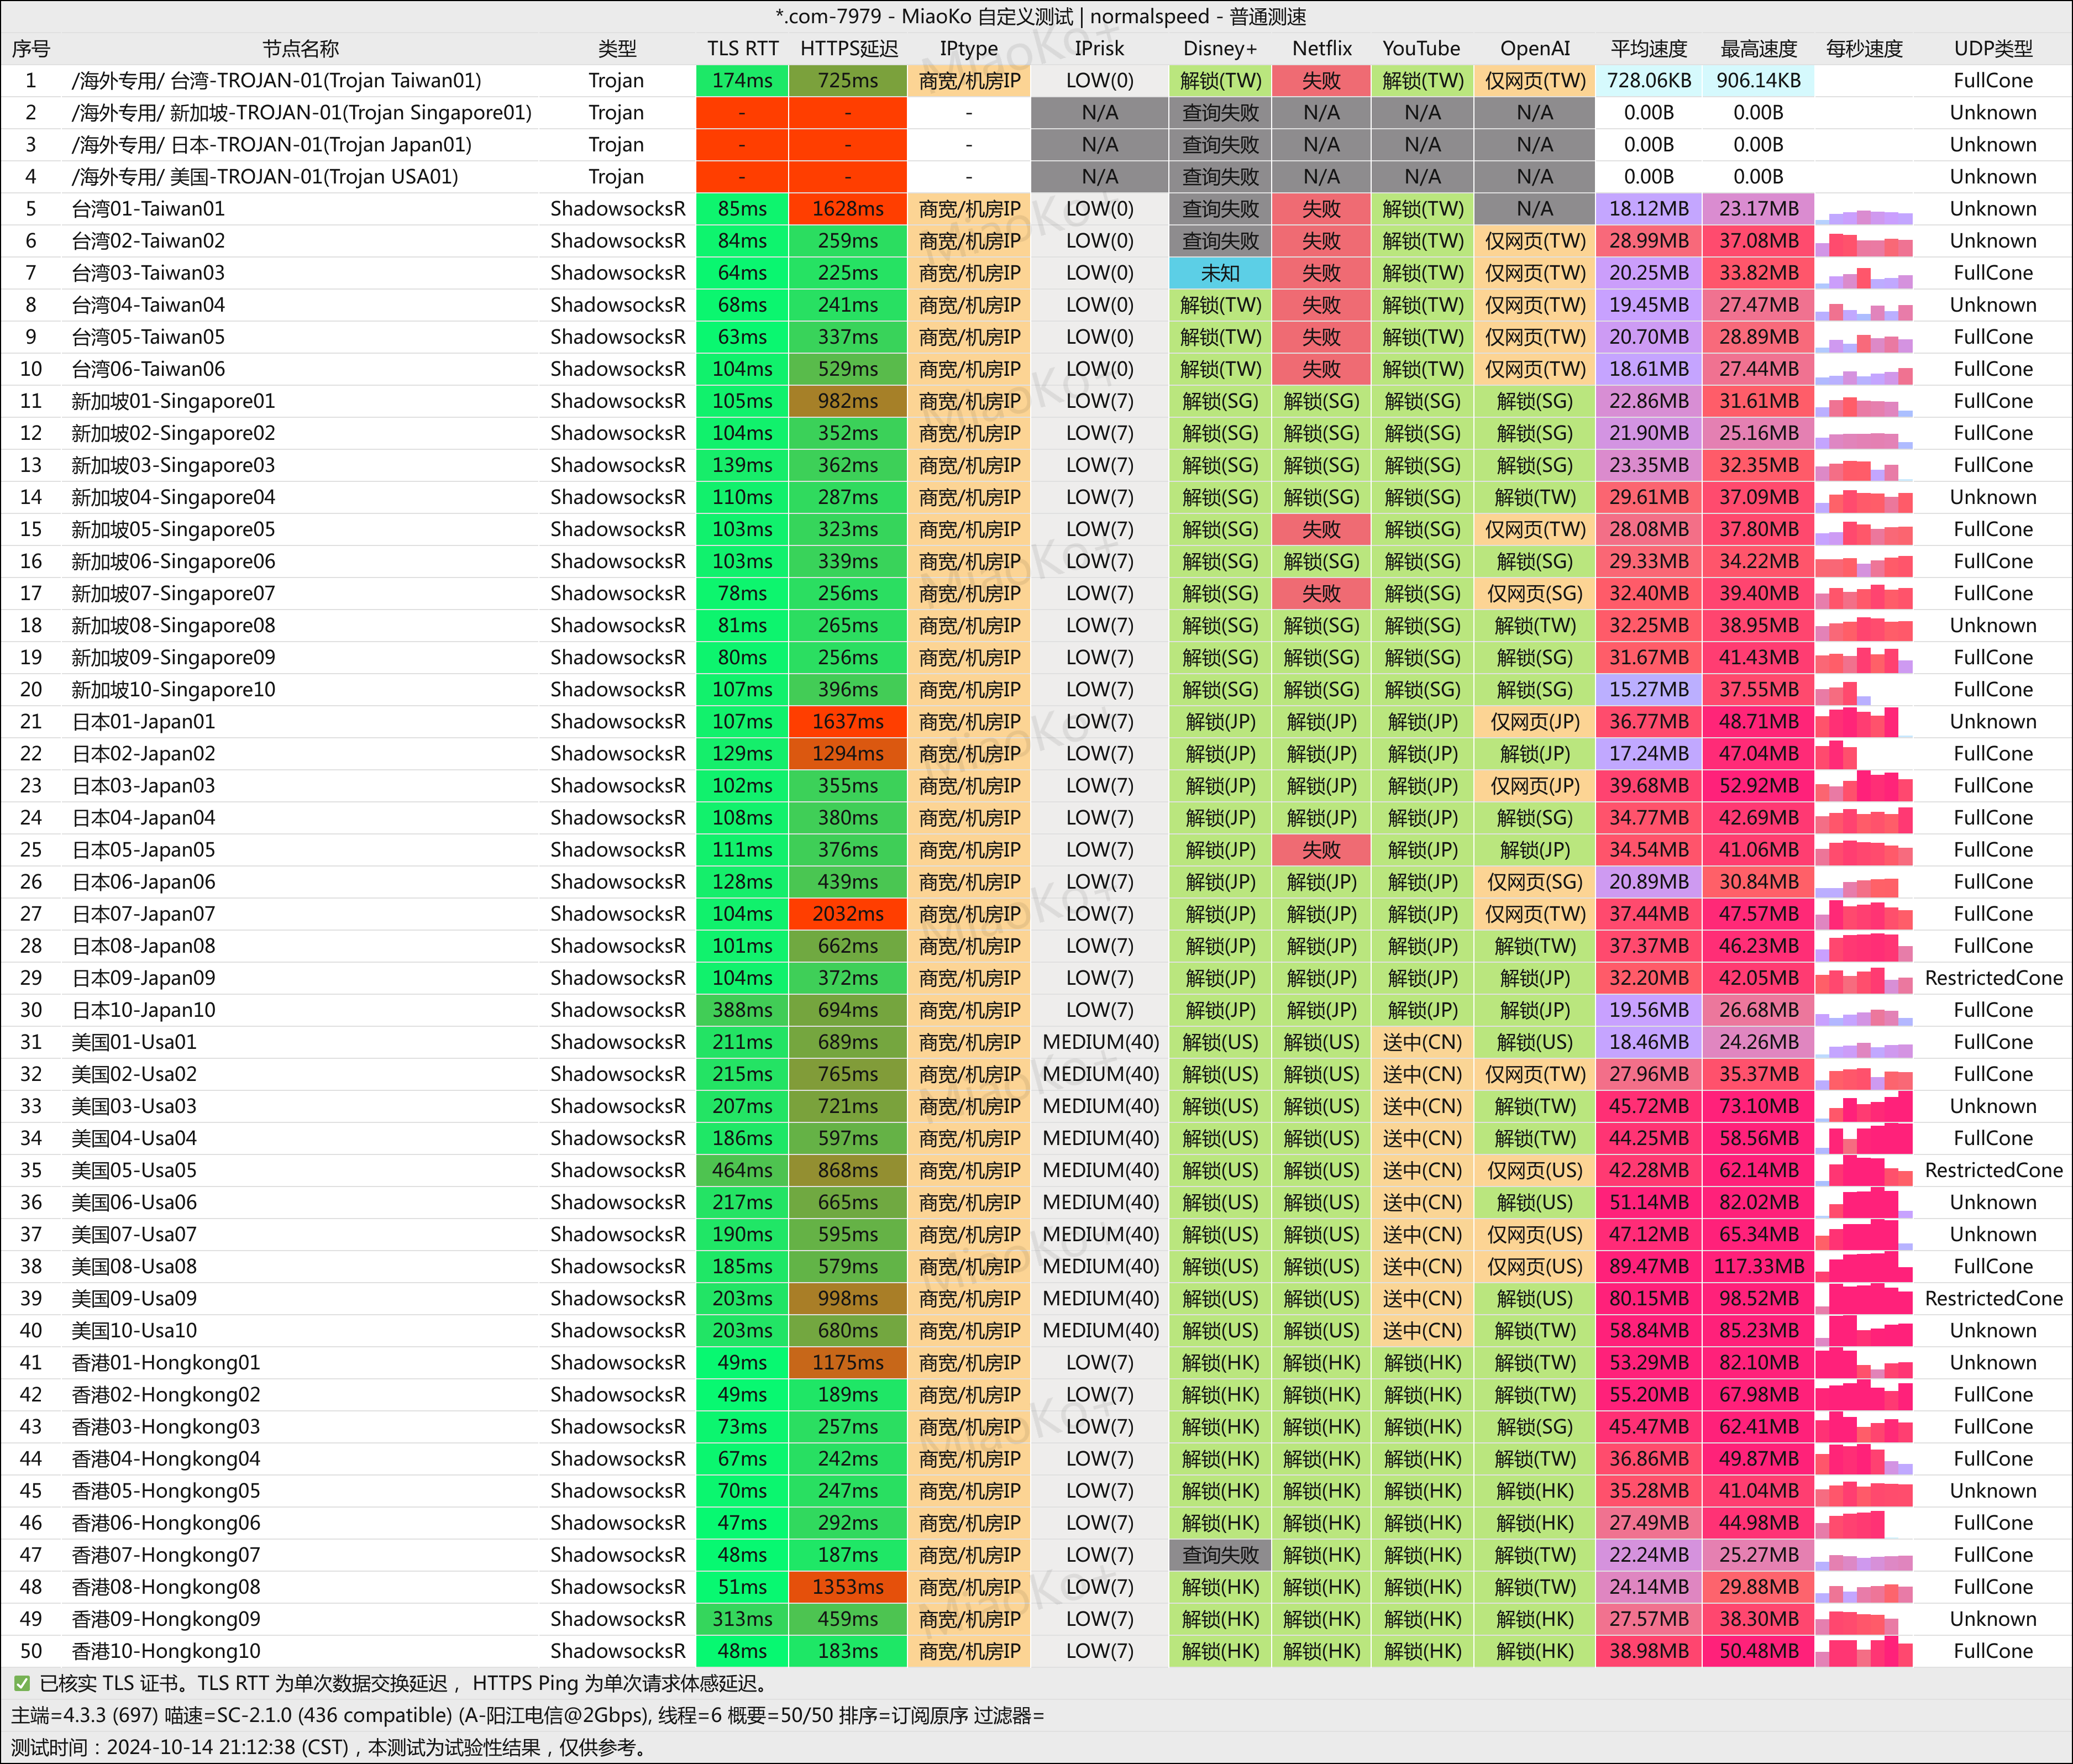 *.com-7979 - MiaoKo 自定义测试 | normalspeed - 普通测速
序号 节点名称 类型 TLS RTT HTTPS延迟 IPtype IPrisk Disney+ Netflix YouTube OpenAI 平均速度 最高速度 每秒速度 UDP类型
1 /海外专用/ 台湾-TROJAN-01(Trojan Taiwan01) Trojan 174ms 725ms 商宽/机房IP LOW(0) 解锁(TW) 失败 解锁(TW) 仅网页(TW) 728.06KB 906.14KB FullCone
2 /海外专用/ 新加坡-TROJAN-01(Trojan Singapore01) Trojan - - - N/A 查询失败 N/A N/A N/A 0.00B 0.00B Unknown
3 /海外专用/ 日本-TROJAN-01(Trojan Japan01) Trojan - - - N/A 查询失败 N/A N/A N/A 0.00B 0.00B Unknown
4 /海外专用/ 美国-TROJAN-01(Trojan USA01) Trojan - - - N/A 查询失败 N/A N/A N/A 0.00B 0.00B Unknown
5 台湾01-Taiwan01 ShadowsocksR 85ms 1628ms 商宽/机房IP LOW(0) 查询失败 失败 解锁(TW) N/A 18.12MB 23.17MB Unknown
6 台湾02-Taiwan02 ShadowsocksR 84ms 259ms 商宽/机房IP LOW(0) 查询失败 失败 解锁(TW) 仅网页(TW) 28.99MB 37.08MB Unknown
7 台湾03-Taiwan03 ShadowsocksR 64ms 225ms 商宽/机房IP LOW(0) 未知 失败 解锁(TW) 仅网页(TW) 20.25MB 33.82MB FullCone
8 台湾04-Taiwan04 ShadowsocksR 68ms 241ms 商宽/机房IP LOW(0) 解锁(TW) 失败 解锁(TW) 仅网页(TW) 19.45MB 27.47MB Unknown
9 台湾05-Taiwan05 ShadowsocksR 63ms 337ms 商宽/机房IP LOW(0) 解锁(TW) 失败 解锁(TW) 仅网页(TW) 20.70MB 28.89MB FullCone
10 台湾06-Taiwan06 ShadowsocksR 104ms 529ms 商宽/机房IP LOW(0) 解锁(TW) 失败 解锁(TW) 仅网页(TW) 18.61MB 27.44MB FullCone
11 新加坡01-Singapore01 ShadowsocksR 105ms 982ms 商宽/机房IP LOW(7) 解锁(SG) 解锁(SG) 解锁(SG) 解锁(SG) 22.86MB 31.61MB FullCone
12 新加坡02-Singapore02 ShadowsocksR 104ms 352ms 商宽/机房IP LOW(7) 解锁(SG) 解锁(SG) 解锁(SG) 解锁(SG) 21.90MB 25.16MB FullCone
13 新加坡03-Singapore03 ShadowsocksR 139ms 362ms 商宽/机房IP LOW(7) 解锁(SG) 解锁(SG) 解锁(SG) 解锁(SG) 23.35MB 32.35MB FullCone
14 新加坡04-Singapore04 ShadowsocksR 110ms 287ms 商宽/机房IP LOW(7) 解锁(SG) 解锁(SG) 解锁(SG) 解锁(TW) 29.61MB 37.09MB Unknown
15 新加坡05-Singapore05 ShadowsocksR 103ms 323ms 商宽/机房IP LOW(7) 解锁(SG) 失败 解锁(SG) 仅网页(TW) 28.08MB 37.80MB FullCone
16 新加坡06-Singapore06 ShadowsocksR 103ms 339ms 商宽/机房IP LOW(7) 解锁(SG) 解锁(SG) 解锁(SG) 解锁(SG) 29.33MB 34.22MB FullCone
17 新加坡07-Singapore07 ShadowsocksR 78ms 256ms 商宽/机房IP LOW(7) 解锁(SG) 失败 解锁(SG) 仅网页(SG) 32.40MB 39.40MB FullCone
18 新加坡08-Singapore08 ShadowsocksR 81ms 265ms 商宽/机房IP LOW(7) 解锁(SG) 解锁(SG) 解锁(SG) 解锁(TW) 32.25MB 38.95MB Unknown
19 新加坡09-Singapore09 ShadowsocksR 80ms 256ms 商宽/机房IP LOW(7) 解锁(SG) 解锁(SG) 解锁(SG) 解锁(SG) 31.67MB 41.43MB FullCone
20 新加坡10-Singapore10 ShadowsocksR 107ms 396ms 商宽/机房IP LOW(7) 解锁(SG) 解锁(SG) 解锁(SG) 解锁(SG) 15.27MB 37.55MB FullCone
21 日本01-Japan01 ShadowsocksR 107ms 1637ms 商宽/机房IP LOW(7) 解锁(JP) 解锁(JP) 解锁(JP) 仅网页(JP) 36.77MB 48.71MB Unknown
22 日本02-Japan02 ShadowsocksR 129ms 1294ms 商宽/机房IP LOW(7) 解锁(JP) 解锁(JP) 解锁(JP) 解锁(JP) 17.24MB 47.04MB FullCone
23 日本03-Japan03 ShadowsocksR 102ms 355ms 商宽/机房IP LOW(7) 解锁(JP) 解锁(JP) 解锁(JP) 仅网页(JP) 39.68MB 52.92MB FullCone
24 日本04-Japan04 ShadowsocksR 108ms 380ms 商宽/机房IP LOW(7) 解锁(JP) 解锁(JP) 解锁(JP) 解锁(SG) 34.77MB 42.69MB FullCone
25 日本05-Japan05 ShadowsocksR 111ms 376ms 商宽/机房IP LOW(7) 解锁(JP) 失败 解锁(JP) 解锁(JP) 34.54MB 41.06MB FullCone
26 日本06-Japan06 ShadowsocksR 128ms 439ms 商宽/机房IP LOW(7) 解锁(JP) 解锁(JP) 解锁(JP) 仅网页(SG) 20.89MB 30.84MB FullCone
27 日本07-Japan07 ShadowsocksR 104ms 2032ms 商宽/机房IP LOW(7) 解锁(JP) 解锁(JP) 解锁(JP) 仅网页(TW) 37.44MB 47.57MB FullCone
28 日本08-Japan08 ShadowsocksR 101ms 662ms 商宽/机房IP LOW(7) 解锁(JP) 解锁(JP) 解锁(JP) 解锁(TW) 37.37MB 46.23MB FullCone
29 日本09-Japan09 ShadowsocksR 104ms 372ms 商宽/机房IP LOW(7) 解锁(JP) 解锁(JP) 解锁(JP) 解锁(JP) 32.20MB 42.05MB RestrictedCone
30 日本10-Japan10 ShadowsocksR 388ms 694ms 商宽/机房IP LOW(7) 解锁(JP) 解锁(JP) 解锁(JP) 解锁(JP) 19.56MB 26.68MB FullCone
31 美国01-Usa01 ShadowsocksR 211ms 689ms 商宽/机房IP MEDIUM(40) 解锁(US) 解锁(US) 送中(CN) 解锁(US) 18.46MB 24.26MB FullCone
32 美国02-Usa02 ShadowsocksR 215ms 765ms 商宽/机房IP MEDIUM(40) 解锁(US) 解锁(US) 送中(CN) 仅网页(TW) 27.96MB 35.37MB FullCone
33 美国03-Usa03 ShadowsocksR 207ms 721ms 商宽/机房IP MEDIUM(40) 解锁(US) 解锁(US) 送中(CN) 解锁(TW) 45.72MB 73.10MB Unknown
34 美国04-Usa04 ShadowsocksR 186ms 597ms 商宽/机房IP MEDIUM(40) 解锁(US) 解锁(US) 送中(CN) 解锁(TW) 44.25MB 58.56MB FullCone
35 美国05-Usa05 ShadowsocksR 464ms 868ms 商宽/机房IP MEDIUM(40) 解锁(US) 解锁(US) 送中(CN) 仅网页(US) 42.28MB 62.14MB RestrictedCone
36 美国06-Usa06 ShadowsocksR 217ms 665ms 商宽/机房IP MEDIUM(40) 解锁(US) 解锁(US) 送中(CN) 解锁(US) 51.14MB 82.02MB Unknown
37 美国07-Usa07 ShadowsocksR 190ms 595ms 商宽/机房IP MEDIUM(40) 解锁(US) 解锁(US) 送中(CN) 仅网页(US) 47.12MB 65.34MB Unknown
38 美国08-Usa08 ShadowsocksR 185ms 579ms 商宽/机房IP MEDIUM(40) 解锁(US) 解锁(US) 送中(CN) 仅网页(US) 89.47MB 117.33MB FullCone
39 美国09-Usa09 ShadowsocksR 203ms 998ms 商宽/机房IP MEDIUM(40) 解锁(US) 解锁(US) 送中(CN) 解锁(US) 80.15MB 98.52MB RestrictedCone
40 美国10-Usa10 ShadowsocksR 203ms 680ms 商宽/机房IP MEDIUM(40) 解锁(US) 解锁(US) 送中(CN) 解锁(TW) 58.84MB 85.23MB Unknown
41 香港01-Hongkong01 ShadowsocksR 49ms 1175ms 商宽/机房IP LOW(7) 解锁(HK) 解锁(HK) 解锁(HK) 解锁(TW) 53.29MB 82.10MB Unknown
42 香港02-Hongkong02 ShadowsocksR 49ms 189ms 商宽/机房IP LOW(7) 解锁(HK) 解锁(HK) 解锁(HK) 解锁(TW) 55.20MB 67.98MB FullCone
43 香港03-Hongkong03 ShadowsocksR 73ms 257ms 商宽/机房IP LOW(7) 解锁(HK) 解锁(HK) 解锁(HK) 解锁(SG) 45.47MB 62.41MB FullCone
44 香港04-Hongkong04 ShadowsocksR 67ms 242ms 商宽/机房IP LOW(7) 解锁(HK) 解锁(HK) 解锁(HK) 解锁(TW) 36.86MB 49.87MB FullCone
45 香港05-Hongkong05 ShadowsocksR 70ms 247ms 商宽/机房IP LOW(7) 解锁(HK) 解锁(HK) 解锁(HK) 解锁(HK) 35.28MB 41.04MB Unknown
46 香港06-Hongkong06 ShadowsocksR 47ms 292ms 商宽/机房IP LOW(7) 解锁(HK) 解锁(HK) 解锁(HK) 解锁(HK) 27.49MB 44.98MB FullCone
47 香港07-Hongkong07 ShadowsocksR 48ms 187ms 商宽/机房IP LOW(7) 查询失败 解锁(HK) 解锁(HK) 解锁(TW) 22.24MB 25.27MB FullCone
48 香港08-Hongkong08 ShadowsocksR 51ms 1353ms 商宽/机房IP LOW(7) 解锁(HK) 解锁(HK) 解锁(HK) 解锁(TW) 24.14MB 29.88MB FullCone
49 香港09-Hongkong09 ShadowsocksR 313ms 459ms 商宽/机房IP LOW(7) 解锁(HK) 解锁(HK) 解锁(HK) 解锁(HK) 27.57MB 38.30MB Unknown
50 香港10-Hongkong10 ShadowsocksR 48ms 183ms 商宽/机房IP LOW(7) 解锁(HK) 解锁(HK) 解锁(HK) 解锁(HK) 38.98MB 50.48MB FullCone
✅ 已核实 TLS 证书。TLS RTT 为单次数据交换延迟， HTTPS Ping 为单次请求体感延迟。
主端=4.3.3 (697) 喵速=SC-2.1.0 (436 compatible) (A-阳江电信@2Gbps), 线程=6 概要=50/50 排序=订阅原序 过滤器=
测试时间：2024-10-14 21:12:38 (CST)，本测试为试验性结果，仅供参考。